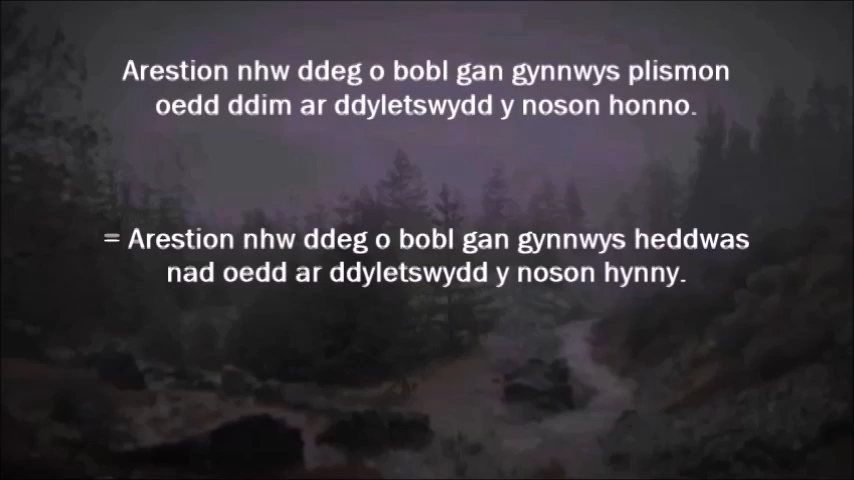 Arestion nhw ddeg o bobl gan gynnwys plismon
oedd ddim ar ddyletswydd y noson honno.
= Arestion nhw ddeg o bobl gan gynnwys heddwas
nad oedd ar ddyletswydd y noson hynny.